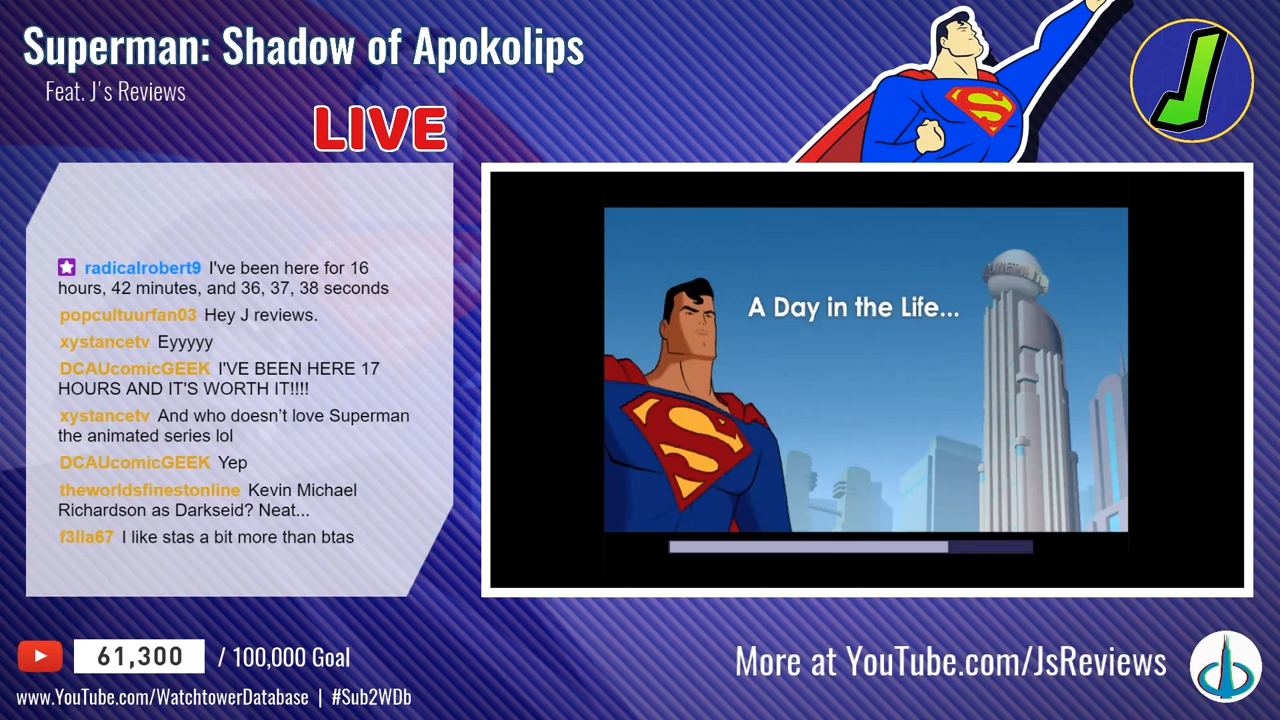 Superman: Shadow of Apokolips
Feat. J's Reviews
LIVE
J
radicalrobert9 I've been here for 16
hours, 42 minutes, and 36, 37, 38 seconds
popcultuurfan03 Hey J reviews.
xystancetv Eyyyyy
DCAUcomicGEEK I'VE BEEN HERE 17
HOURS AND IT'S WORTH IT!!!!
xystancetv And who doesn’t love Superman
the animated series lol
DCAUcomicGEEK Yep
theworldsfinestonline Kevin Michael
Richardson as Darkseid? Neat...
f3lla67 I like stas a bit more than btas
A Day in the Life...
61,300 / 100,000 Goal
www.YouTube.com/WatchtowerDatabase | #Sub2WDb
More at YouTube.com/JsReviews